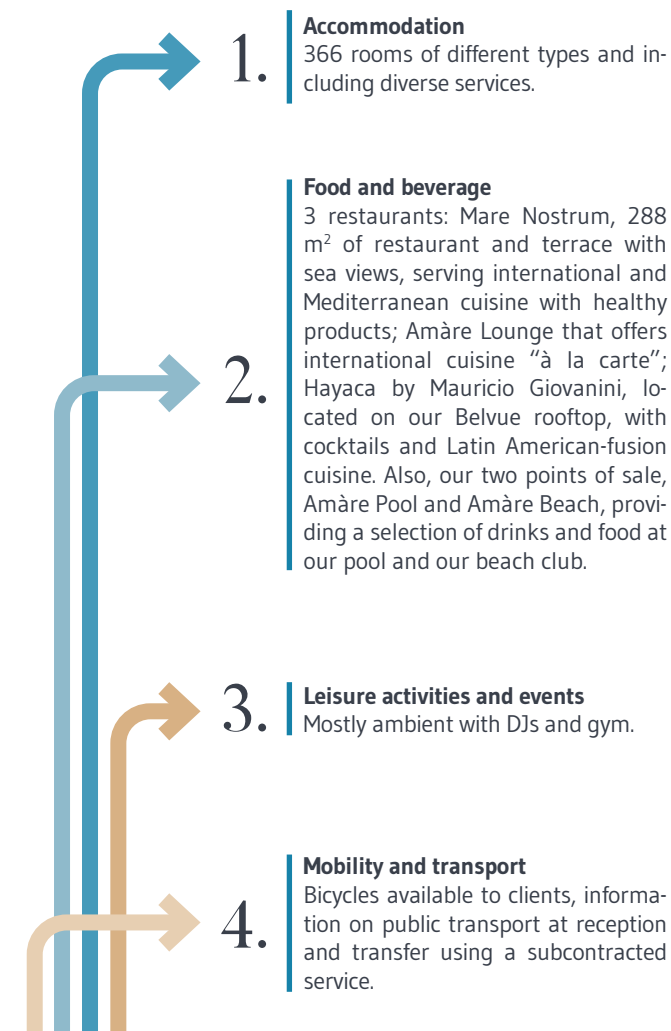 1.
Accommodation
366 rooms of different types and in-
cluding diverse services.
2.
Food and beverage
3 restaurants: Mare Nostrum, 288
m² of restaurant and terrace with
sea views, serving international and
Mediterranean cuisine with healthy
products; Amàre Lounge that offers
international cuisine “à la carte”;
Hayaca by Mauricio Giovanini, lo-
cated on our Belvue rooftop, with
cocktails and Latin American-fusion
cuisine. Also, our two points of sale,
Amàre Pool and Amàre Beach, provi-
ding a selection of drinks and food at
our pool and our beach club.
3.
Leisure activities and events
Mostly ambient with DJs and gym.
4.
Mobility and transport
Bicycles available to clients, informa-
tion on public transport at reception
and transfer using a subcontracted
service.